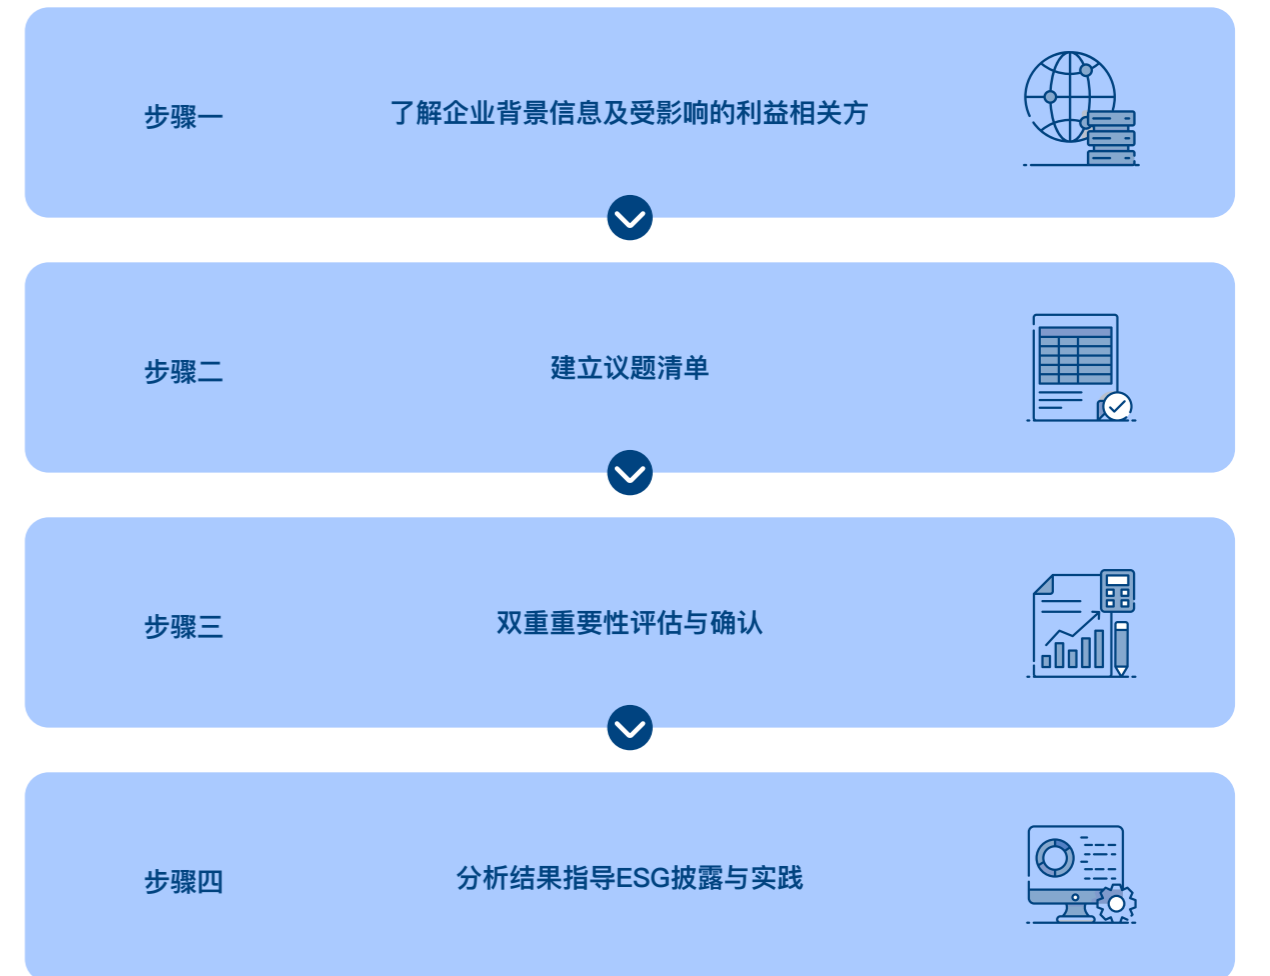 步骤一
了解企业背景信息及受影响的利益相关方
步骤二
建立议题清单
步骤三
双重重要性评估与确认
步骤四
分析结果指导ESG披露与实践